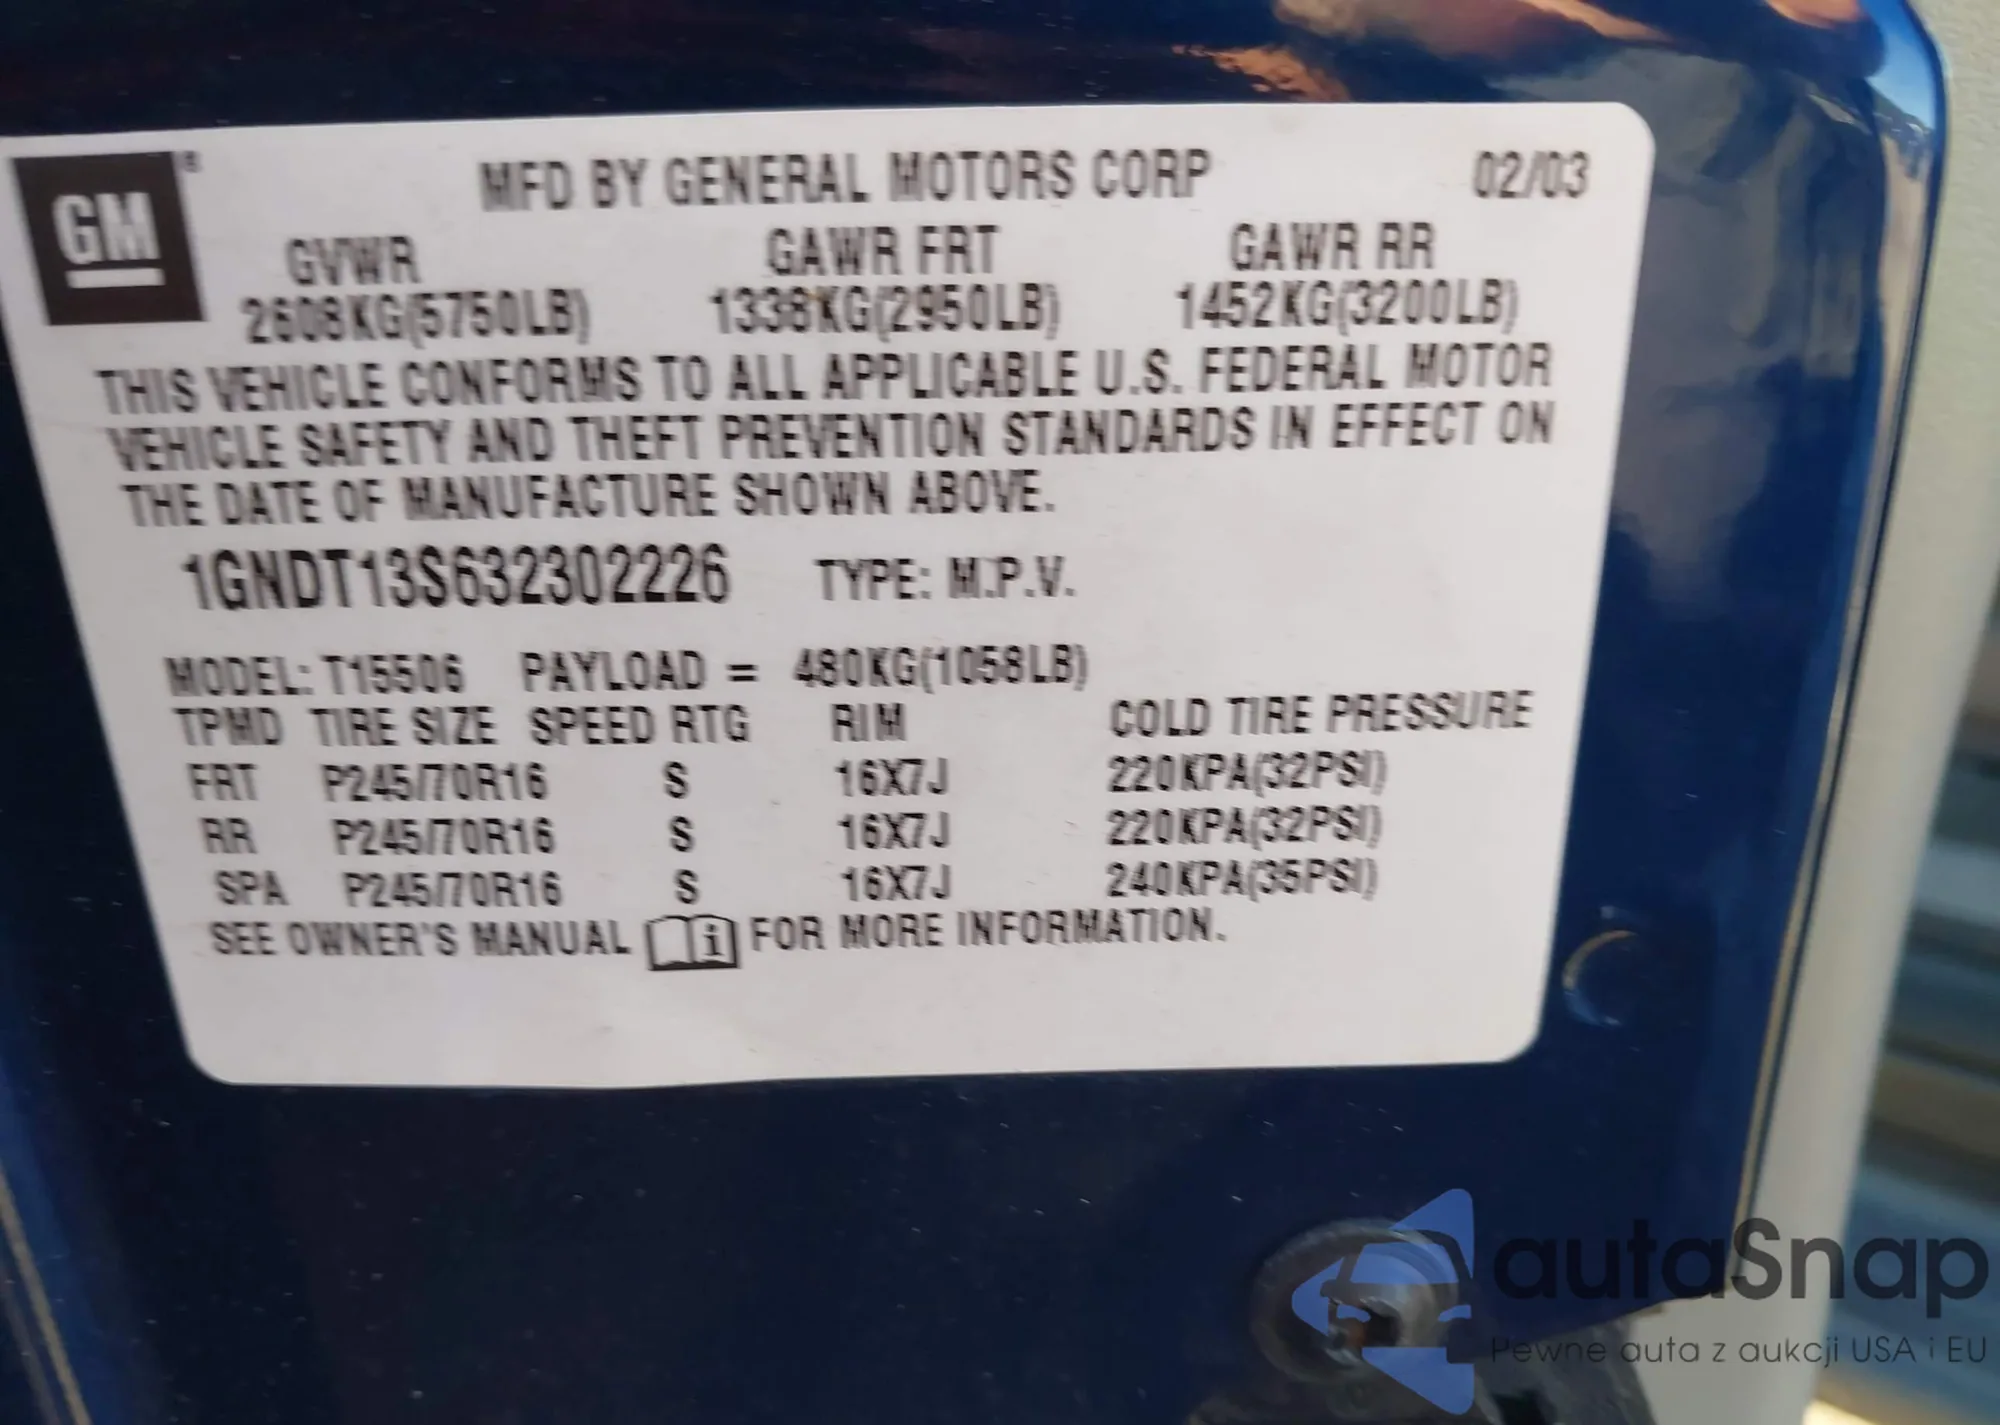 GM®
MFD BY GENERAL MOTORS CORP 02/03
GVWR GAWR FRT GAWR RR
2608KG(5750LB) 1338KG(2950LB) 1452KG(3200LB)
THIS VEHICLE CONFORMS TO ALL APPLICABLE U.S. FEDERAL MOTOR
VEHICLE SAFETY AND THEFT PREVENTION STANDARDS IN EFFECT ON
THE DATE OF MANUFACTURE SHOWN ABOVE.
1GNDT13S632302226 TYPE: M.P.V.
MODEL: T15506 PAYLOAD = 480KG(1058LB)
TPMD TIRE SIZE SPEED RTG RIM COLD TIRE PRESSURE
FRT P245/70R16 S 16X7J 220KPA(32PSI)
RR P245/70R16 S 16X7J 220KPA(32PSI)
SPA P245/70R16 S 16X7J 240KPA(35PSI)
SEE OWNER'S MANUAL i FOR MORE INFORMATION.
autaSnap
Pewne auta z aukcji USA i EU